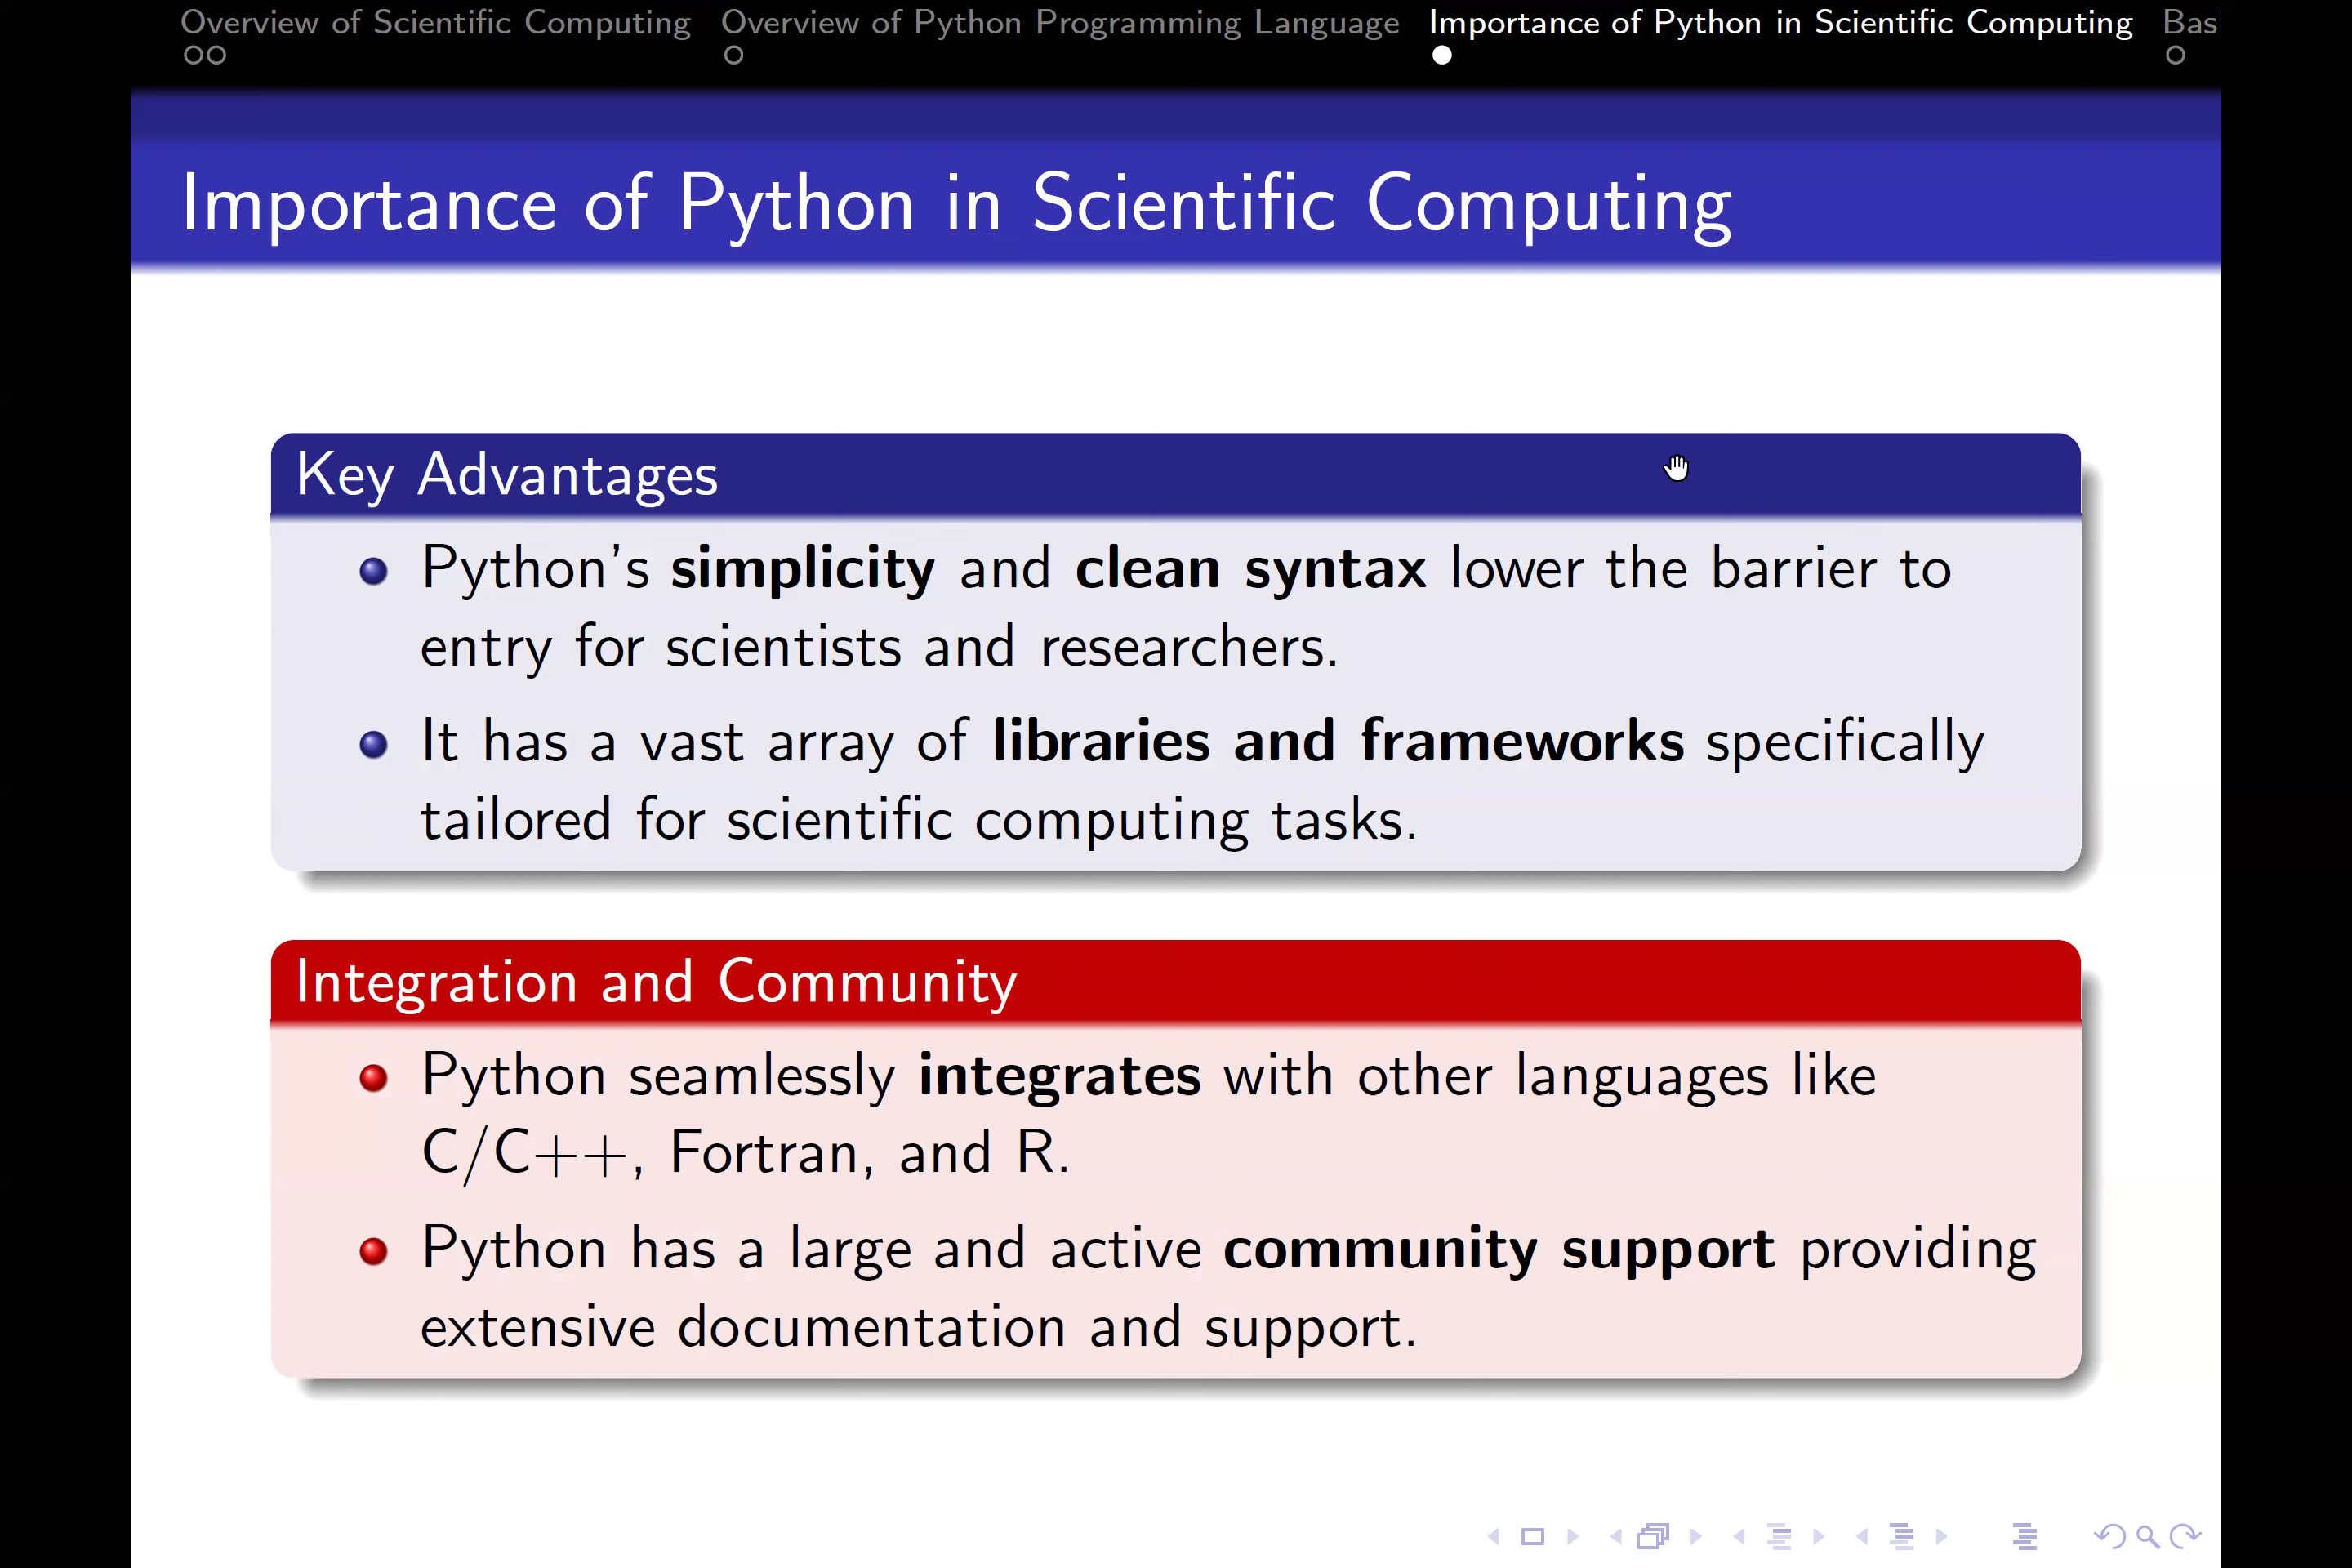 Overview of Scientific Computing Overview of Python Programming Language Importance of Python in Scientific Computing Basi
Importance of Python in Scientific Computing
Key Advantages
Python's simplicity and clean syntax lower the barrier to
entry for scientists and researchers.
It has a vast array of libraries and frameworks specifically
tailored for scientific computing tasks.
Integration and Community
Python seamlessly integrates with other languages like
C/C++, Fortran, and R.
Python has a large and active community support providing
extensive documentation and support.